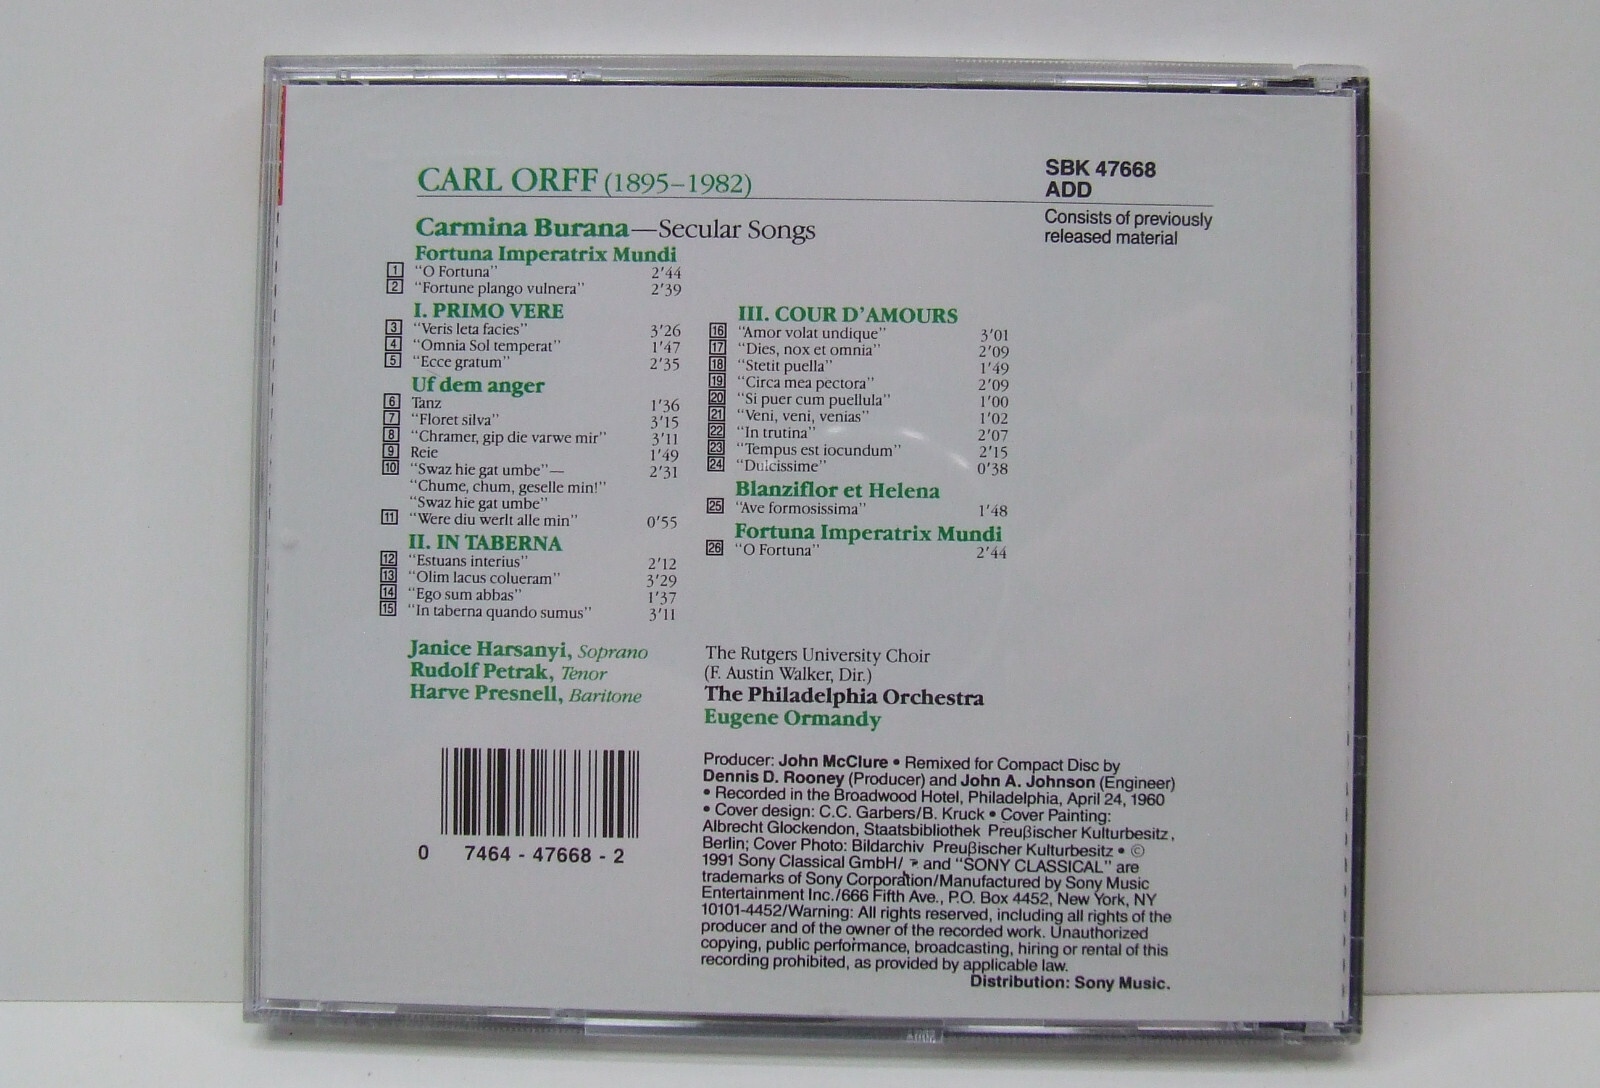 CARL ORFF (1895–1982)
SBK 47668
ADD
Consists of previously
released material
Carmina Burana—Secular Songs
Fortuna Imperatrix Mundi
1 "O Fortuna" 2'44
2 "Fortune plango vulnera" 2'39
I. PRIMO VERE
3 "Veris leta facies" 3'26
4 "Omnia Sol temperat" 1'47
5 "Ecce gratum" 2'35
Uf dem anger
6 Tanz 1'36
7 "Floret silva" 3'15
8 "Chramer, gip die varwe mir" 3'11
9 Reie 1'49
10 "Swaz hie gat umbe"— 2'31
"Chume, chum, geselle min!"
"Swaz hie gat umbe"
11 "Were diu werlt alle min" 0'55
II. IN TABERNA
12 "Estuans interius" 2'12
13 "Olim lacus colueram" 3'29
14 "Ego sum abbas" 1'37
15 "In taberna quando sumus" 3'11
III. COUR D'AMOURS
16 "Amor volat undique" 3'01
17 "Dies, nox et omnia" 2'09
18 "Stetit puella" 1'49
19 "Circa mea pectora" 2'09
20 "Si puer cum puellula" 1'00
21 "Veni, veni, venias" 1'02
22 "In trutina" 2'07
23 "Tempus est iocundum" 2'15
24 "Dulcissime" 0'38
Blanziflor et Helena
25 "Ave formosissima" 1'48
Fortuna Imperatrix Mundi
26 "O Fortuna" 2'44
Janice Harsanyi, Soprano
Rudolf Petrak, Tenor
Harve Presnell, Baritone
The Rutgers University Choir
(F. Austin Walker, Dir.)
The Philadelphia Orchestra
Eugene Ormandy
0 7464 - 47668 - 2
Producer: John McClure • Remixed for Compact Disc by
Dennis D. Rooney (Producer) and John A. Johnson (Engineer)
• Recorded in the Broadwood Hotel, Philadelphia, April 24, 1960
• Cover design: C.C. Garbers/B. Kruck • Cover Painting:
Albrecht Glockendon, Staatsbibliothek Preußischer Kulturbesitz,
Berlin; Cover Photo: Bildarchiv Preußischer Kulturbesitz • ©
1991 Sony Classical GmbH/ and "SONY CLASSICAL" are
trademarks of Sony Corporation/Manufactured by Sony Music
Entertainment Inc./666 Fifth Ave., P.O. Box 4452, New York, NY
10101-4452/Warning: All rights reserved, including all rights of the
producer and of the owner of the recorded work. Unauthorized
copying, public performance, broadcasting, hiring or rental of this
recording prohibited, as provided by applicable law.
Distribution: Sony Music.